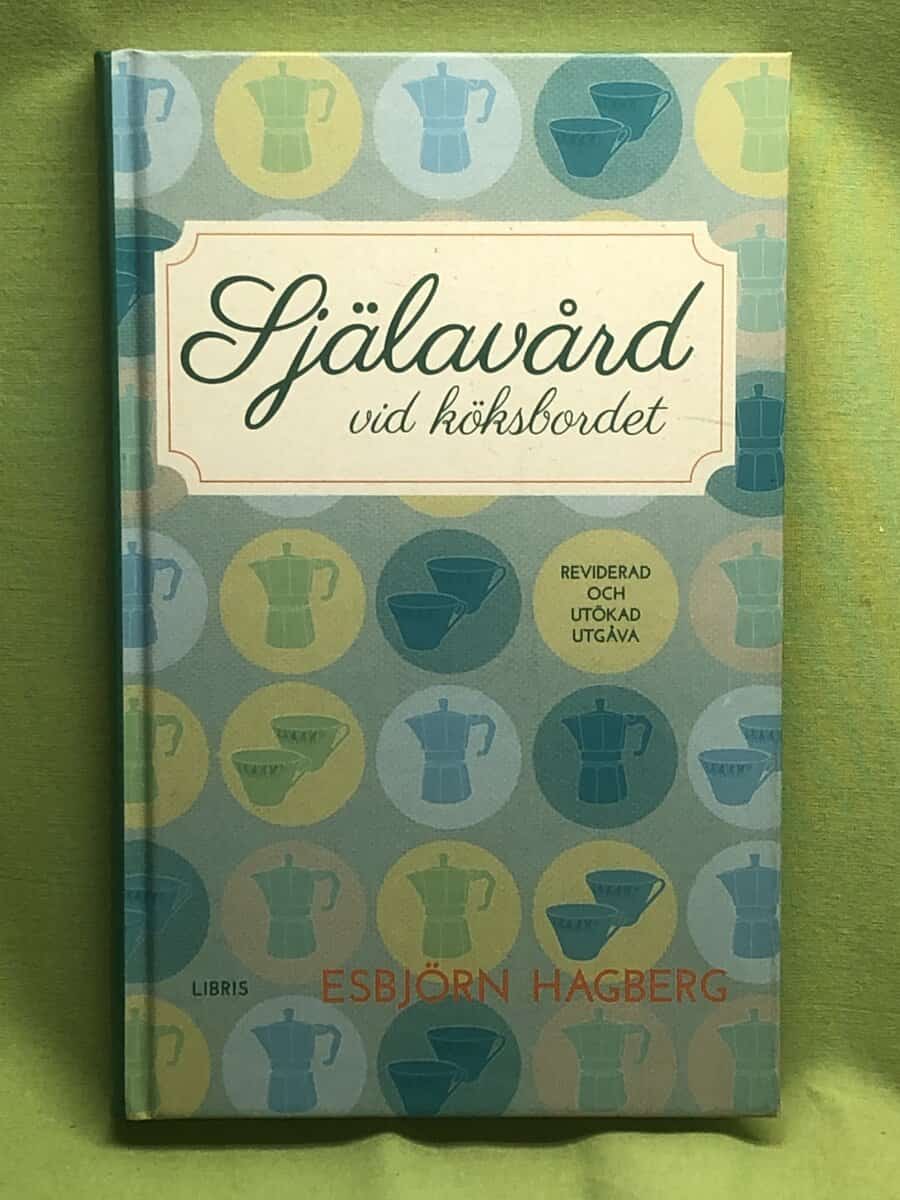 Själavård
vid köksbordet
REVIDERAD
OCH
UTÖKAD
UTGÅVA
LIBRIS
ESBJÖRN HAGBERG